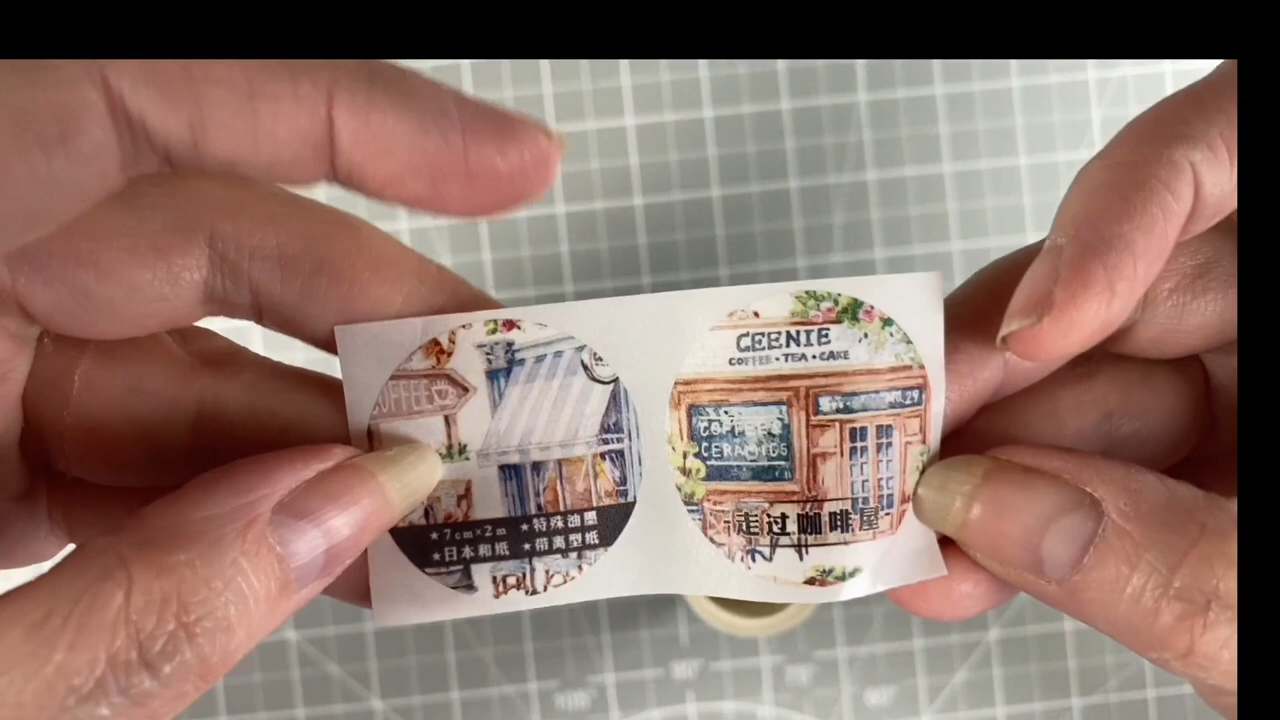 COFFEE
★7cm×2m ★特殊油墨
★日本和纸 ★带离型纸
CEENIE
COFFEE • TEA • CAKE
29
COFFEE &
CERAMICS
走过咖啡屋